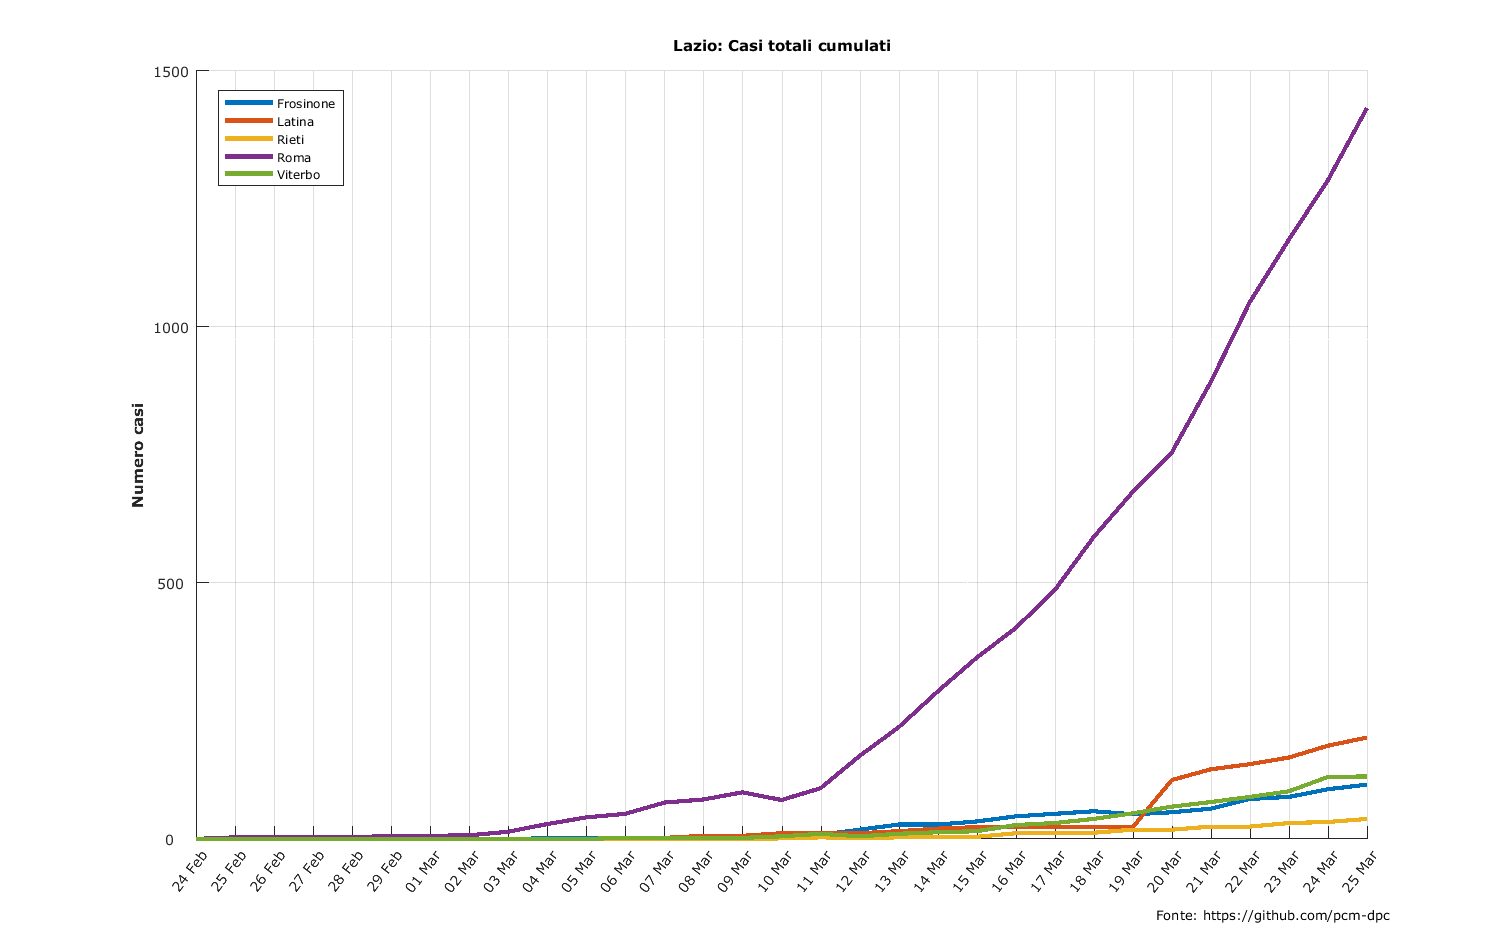 Lazio: Casi totali cumulati
1500
1000
500
0
Numero casi
Frosinone
Latina
Rieti
Roma
Viterbo
24 Feb
25 Feb
26 Feb
27 Feb
28 Feb
29 Feb
01 Mar
02 Mar
03 Mar
04 Mar
05 Mar
06 Mar
07 Mar
08 Mar
09 Mar
10 Mar
11 Mar
12 Mar
13 Mar
14 Mar
15 Mar
16 Mar
17 Mar
18 Mar
19 Mar
20 Mar
21 Mar
22 Mar
23 Mar
24 Mar
25 Mar
Fonte: https://github.com/pcm-dpc